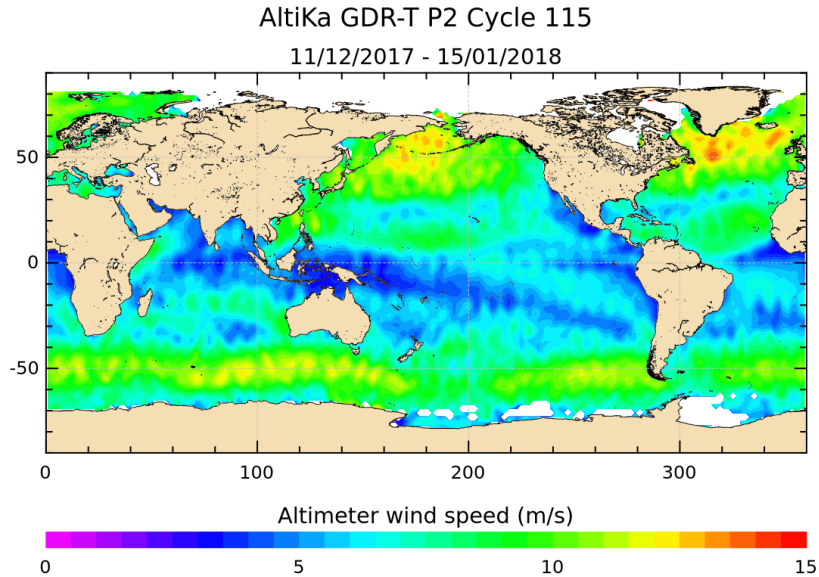 AltiKa GDR-T P2 Cycle 115
11/12/2017 - 15/01/2018
50
0
-50
0 100 200 300
Altimeter wind speed (m/s)
0 5 10 15